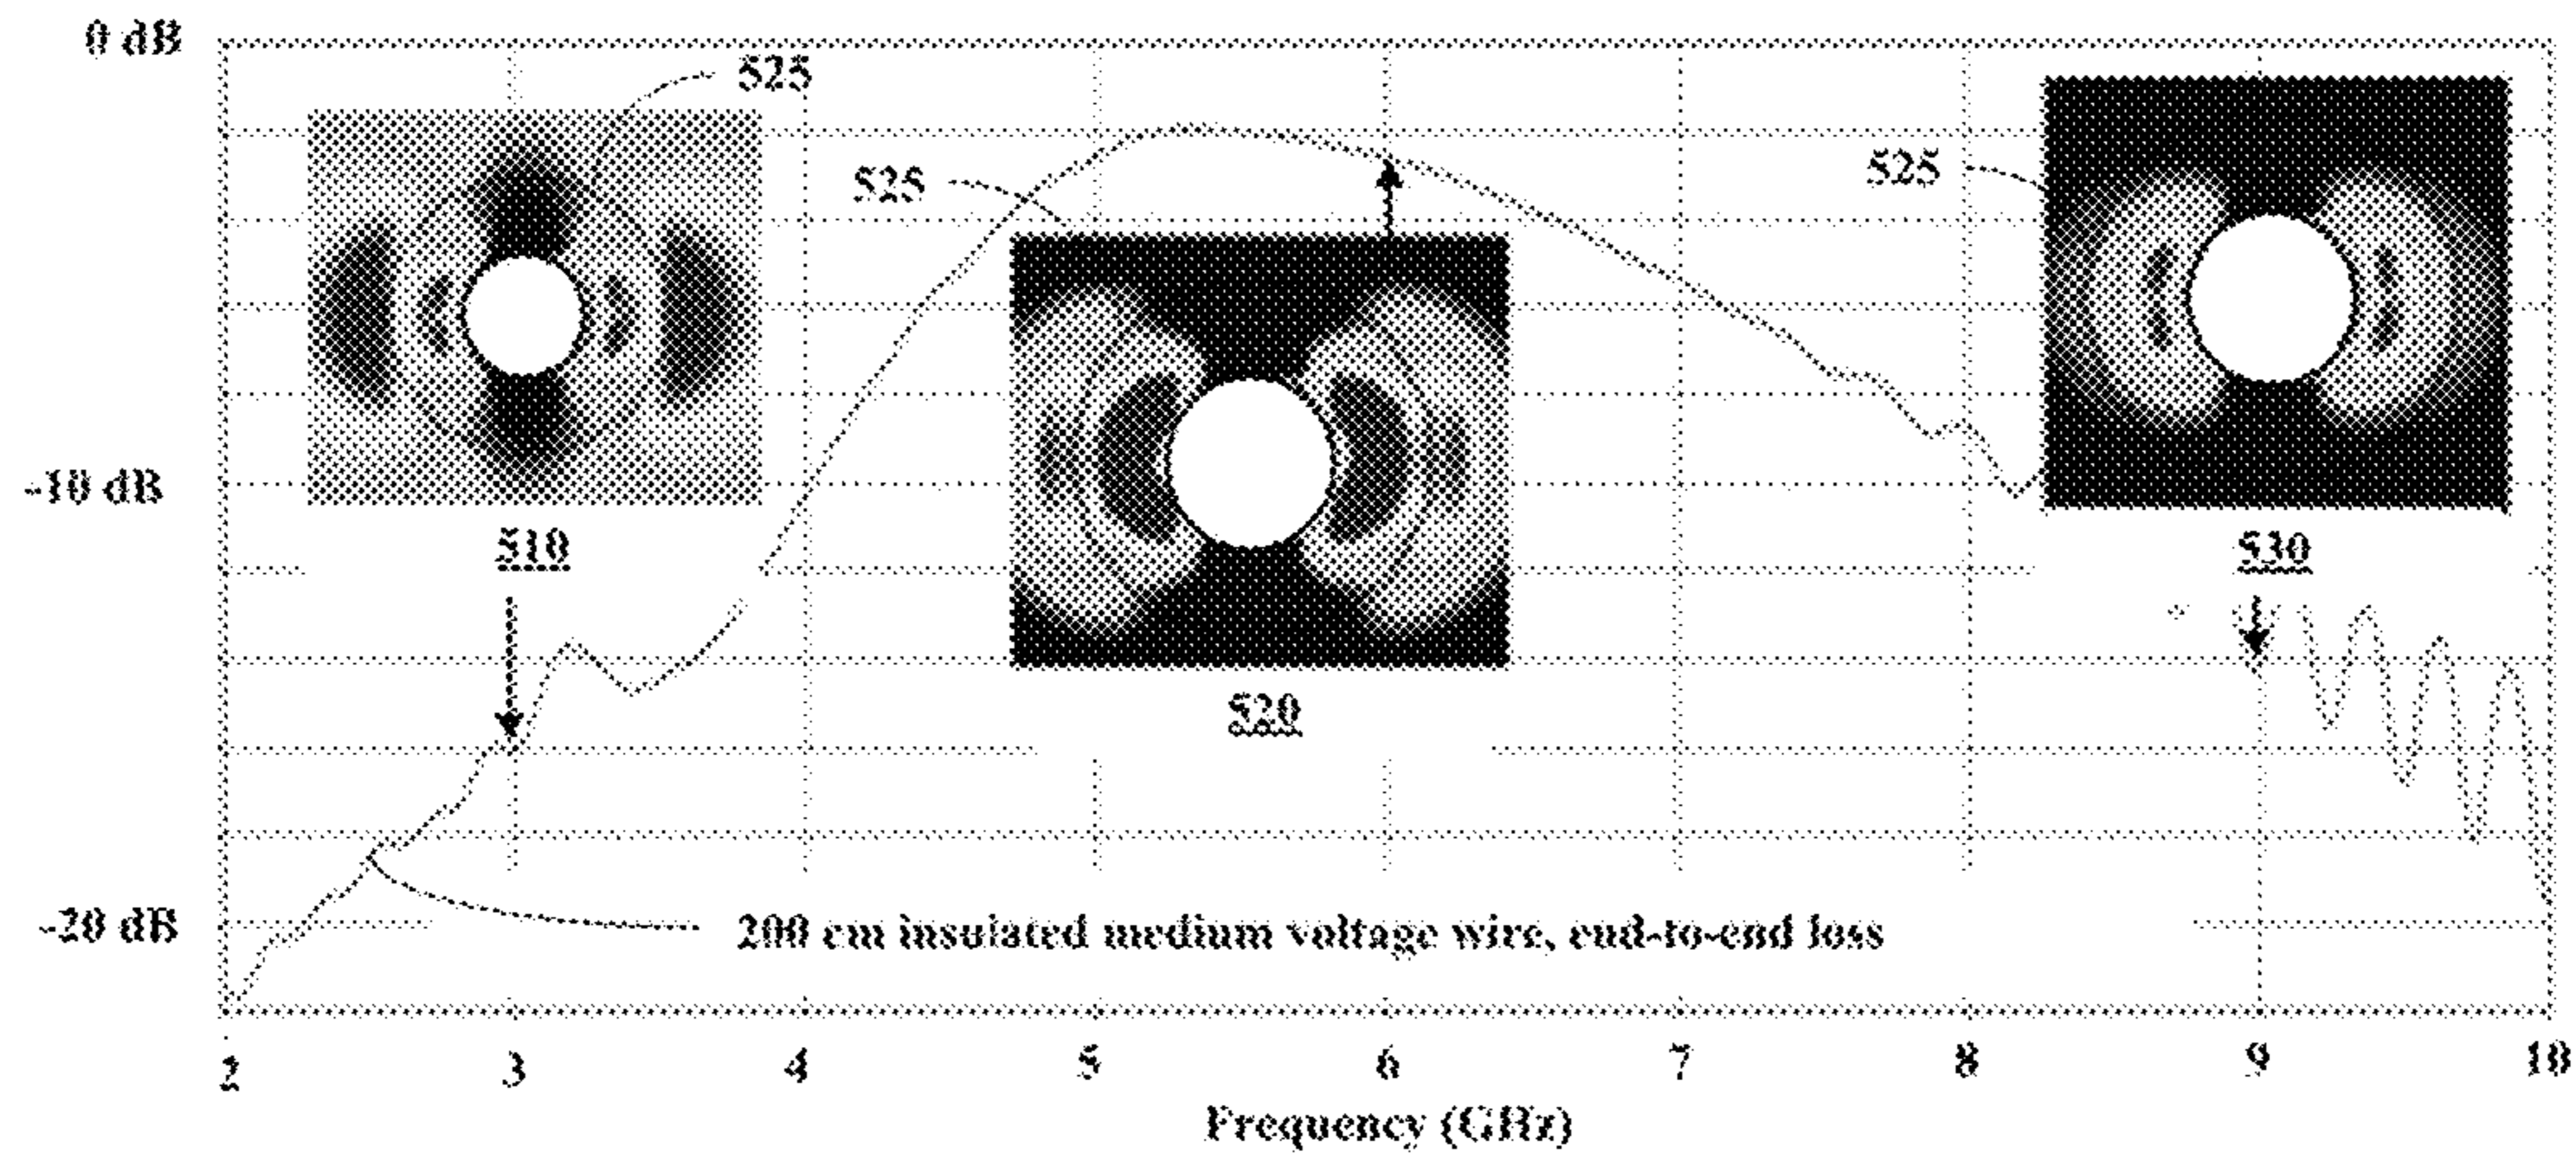 0 dB
525
525
525
-10 dB
510
530
520
-20 dB
200 cm insulated medium voltage wire, end-to-end loss
2 3 4 5 6 7 8 9 10
Frequency (GHz)